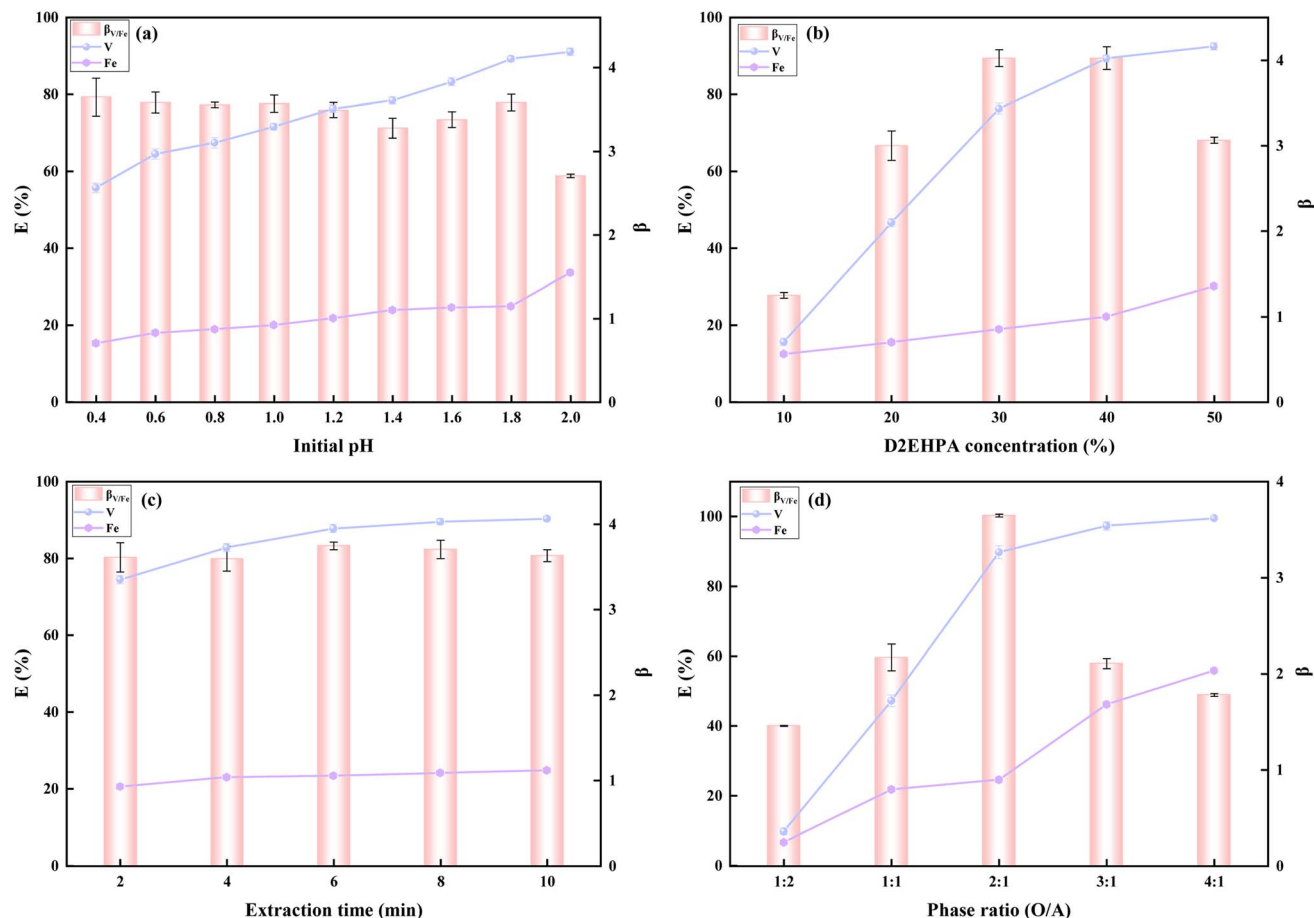 (a)
β V/Fe
V
Fe
E (%)
100
80
60
40
20
0
β
4
3
2
1
0
0.4 0.6 0.8 1.0 1.2 1.4 1.6 1.8 2.0
Initial pH
(b)
β V/Fe
V
Fe
E (%)
100
80
60
40
20
0
β
4
3
2
1
0
10 20 30 40 50
D2EHPA concentration (%)
(c)
β V/Fe
V
Fe
E (%)
100
80
60
40
20
0
β
4
3
2
1
0
2 4 6 8 10
Extraction time (min)
(d)
β V/Fe
V
Fe
E (%)
100
80
60
40
20
0
β
4
3
2
1
0
1:2 1:1 2:1 3:1 4:1
Phase ratio (O/A)